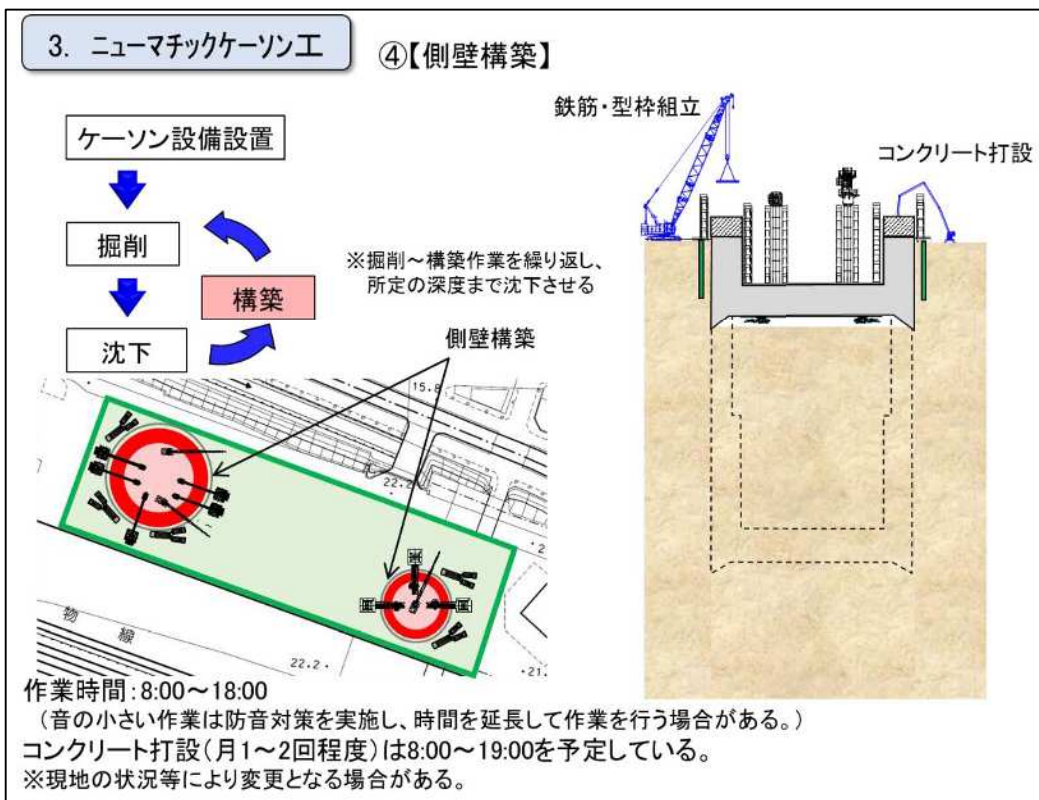 3. ニューマチックケーソン工
④【側壁構築】
ケーソン設備設置
掘削
構築
沈下
※掘削～構築作業を繰り返し、
所定の深度まで沈下させる
側壁構築
鉄筋・型枠組立
コンクリート打設
15.8
22.2
物線
22.2
・21.
作業時間：8:00～18:00
（音の小さい作業は防音対策を実施し、時間を延長して作業を行う場合がある。）
コンクリート打設（月1～2回程度）は8:00～19:00を予定している。
※現地の状況等により変更となる場合がある。